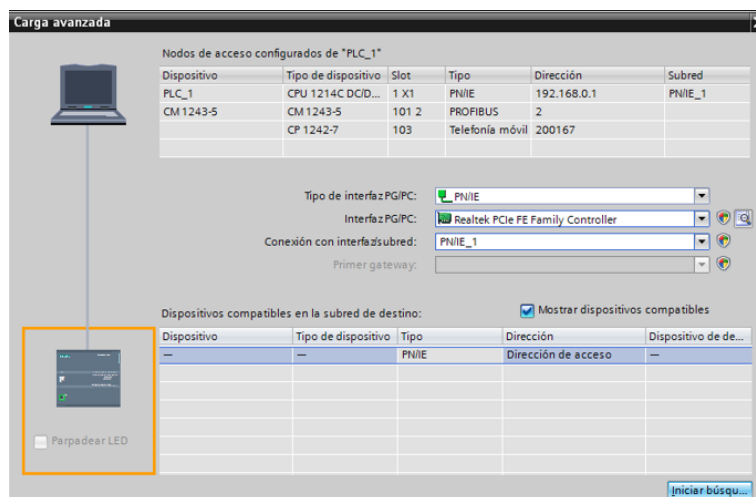 Carga avanzada
Nodos de acceso configurados de "PLC_1"
Dispositivo Tipo de dispositivo Slot Tipo Dirección Subred
PLC_1 CPU 1214C DC/D... 1 X1 PN/IE 192.168.0.1 PN/IE_1
CM 1243-5 CM 1243-5 101 2 PROFIBUS 2
CP 1242-7 103 Telefonía móvil 200167
Tipo de interfaz PG/PC: PN/IE
Interfaz PG/PC: Realtek PCIe FE Family Controller
Conexión con interfaz/subred: PN/IE_1
Primer gateway:
Dispositivos compatibles en la subred de destino: Mostrar dispositivos compatibles
Dispositivo Tipo de dispositivo Tipo Dirección Dispositivo de de...
— — PN/IE Dirección de acceso —
Parpadear LED
Iniciar búsqu...